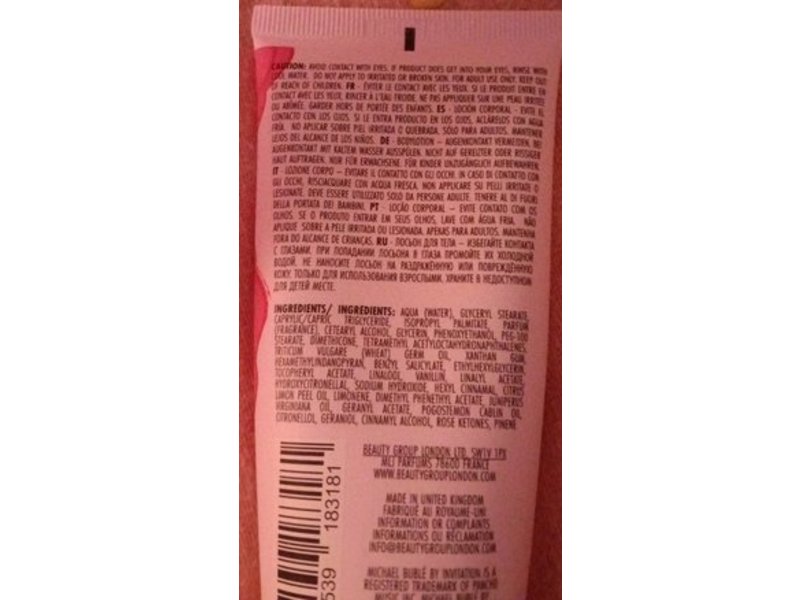 CAUTION: AVOID CONTACT WITH EYES. IF PRODUCT DOES GET INTO YOUR EYES, RINSE WITH
COOL WATER. DO NOT APPLY TO IRRITATED OR BROKEN SKIN. FOR ADULT USE ONLY. KEEP OUT
OF REACH OF CHILDREN. FR - ÉVITER LE CONTACT AVEC LES YEUX. SI LE PRODUIT ENTRE EN
CONTACT AVEC LES YEUX, RINCER À L'EAU FROIDE. NE PAS APPLIQUER SUR UNE PEAU IRRITÉE
OU ABÎMÉE. GARDER HORS DE PORTÉE DES ENFANTS. ES - LOCIÓN CORPORAL - EVITE EL
CONTACTO CON LOS OJOS. SI LE ENTRA PRODUCTO EN LOS OJOS, ACLÁRELOS CON AGUA
FRÍA. NO APLICAR SOBRE PIEL IRRITADA O QUEBRADA. SÓLO PARA ADULTOS. MANTENER
LEJOS DEL ALCANCE DE LOS NIÑOS. DE - BODYLOTION – AUGENKONTAKT VERMEIDEN. BEI
AUGENKONTAKT MIT KALTEM WASSER AUSSPÜLEN. NICHT AUF GEREIZTER ODER RISSIGER
HAUT AUFTRAGEN. NUR FÜR ERWACHSENE. FÜR KINDER UNZUGÄNGLICH AUFBEWAHREN.
IT - LOZIONE CORPO – EVITARE IL CONTATTO CON GLI OCCHI. IN CASO DI CONTATTO CON
GLI OCCHI, RISCIACQUARE CON ACQUA FRESCA. NON APPLICARE SU PELLI IRRITATE O
LESIONATE. DEVE ESSERE UTILIZZATO SOLO DA PERSONE ADULTE. TENERE AL DI FUORI
DELLA PORTATA DEI BAMBINI. PT - LOÇÃO CORPORAL – EVITE CONTATO COM OS
OLHOS. SE O PRODUTO ENTRAR EM SEUS OLHOS, LAVE COM ÁGUA FRIA. NÃO
APLIQUE SOBRE A PELE IRRITADA OU LESIONADA. APENAS PARA ADULTOS. MANTENHA
FORA DO ALCANCE DE CRIANÇAS. RU - ЛОСЬОН ДЛЯ ТЕЛА – ИЗБЕГАЙТЕ КОНТАКТА
С ГЛАЗАМИ. ПРИ ПОПАДАНИИ ЛОСЬОНА В ГЛАЗА ПРОМОЙТЕ ИХ ХОЛОДНОЙ
ВОДОЙ. НЕ НАНОСИТЕ ЛОСЬОН НА РАЗДРАЖЁННУЮ ИЛИ ПОВРЕЖДЁННУЮ
КОЖУ. ТОЛЬКО ДЛЯ ИСПОЛЬЗОВАНИЯ ВЗРОСЛЫМИ. ХРАНИТЬ В НЕДОСТУПНОМ
ДЛЯ ДЕТЕЙ МЕСТЕ.
INGREDIENTS/ INGREDIENTS: AQUA (WATER), GLYCERYL STEARATE,
CAPRYLIC/CAPRIC TRIGLYCERIDE, ISOPROPYL PALMITATE, PARFUM
(FRAGRANCE), CETEARYL ALCOHOL, GLYCERIN, PHENOXYETHANOL, PEG-100
STEARATE, DIMETHICONE, TETRAMETHYL ACETYLOCTAHYDRONAPHTHALENES,
TRITICUM VULGARE (WHEAT) GERM OIL, XANTHAN GUM,
HEXAMETHYLINDANOPYRAN, BENZYL SALICYLATE, ETHYLHEXYLGLYCERIN,
TOCOPHERYL ACETATE, LINALOOL, VANILLIN, LINALYL ACETATE,
HYDROXYCITRONELLAL, SODIUM HYDROXIDE, HEXYL CINNAMAL, CITRUS
LIMON PEEL OIL, LIMONENE, DIMETHYL PHENETHYL ACETATE, JUNIPERUS
VIRGINIANA OIL, GERANYL ACETATE, POGOSTEMON CABLIN OIL,
CITRONELLOL, GERANIOL, CINNAMYL ALCOHOL, ROSE KETONES, PINENE
BEAUTY GROUP LONDON LTD. SW1V 1PX
MCI PARFUMS 78600 FRANCE
WWW.BEAUTYGROUPLONDON.COM
MADE IN UNITED KINGDOM
FABRIQUÉ AU ROYAUME-UNI
INFORMATION OR COMPLAINTS
INFORMATIONS OU RÉCLAMATION
INFO@BEAUTYGROUPLONDON.COM
MICHAEL BUBLÉ BY INVITATION IS A
REGISTERED TRADEMARK OF PANCHO
MUSIC INC. MICHAEL BUBLÉ BY
539 183181